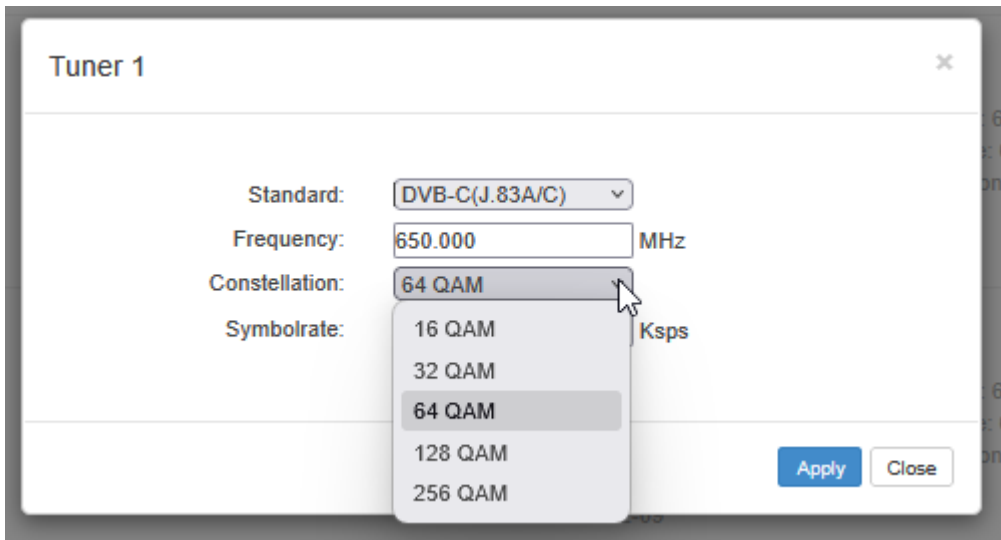 Tuner 1 ×
Standard: DVB-C(J.83A/C)
Frequency: 650.000 MHz
Constellation: 64 QAM
Symbolrate: Ksps
16 QAM
32 QAM
64 QAM
128 QAM
256 QAM
Apply Close